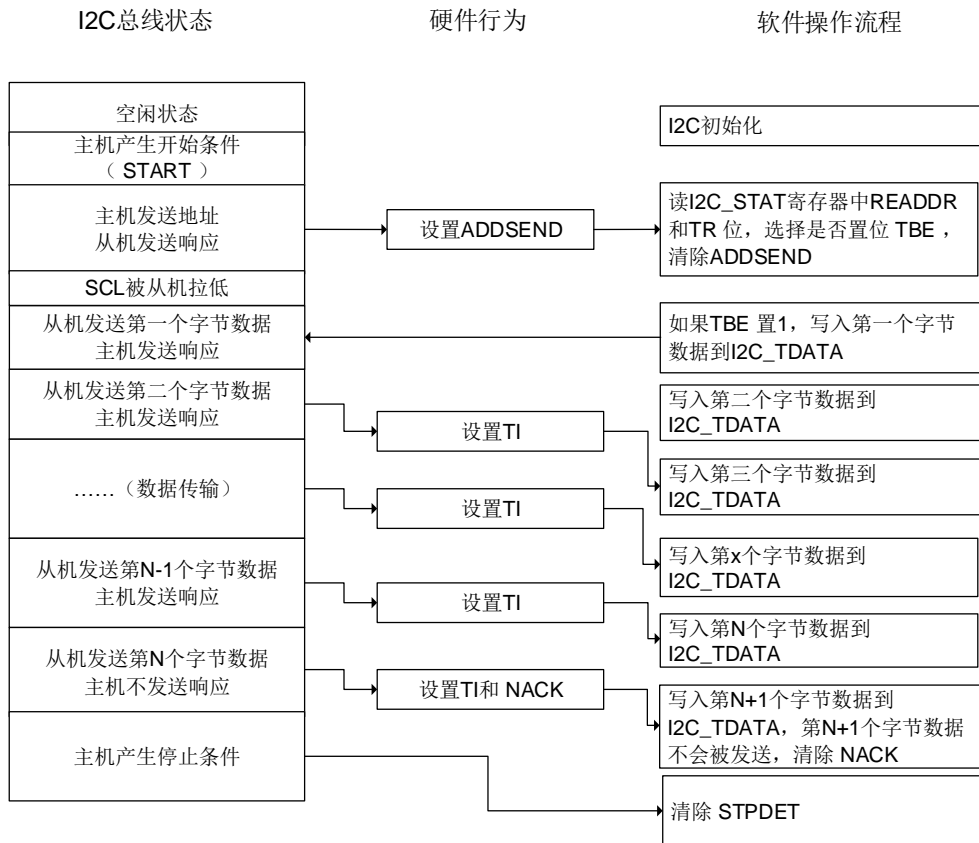 I2C总线状态
硬件行为
软件操作流程
空闲状态
I2C初始化
主机产生开始条件
（ START ）
主机发送地址
从机发送响应
设置ADDSEND
读I2C_STAT寄存器中READDR
和TR 位，选择是否置位 TBE ，
清除ADDSEND
SCL被从机拉低
从机发送第一个字节数据
主机发送响应
如果TBE 置1，写入第一个字节
数据到I2C_TDATA
从机发送第二个字节数据
主机发送响应
设置TI
写入第二个字节数据到
I2C_TDATA
……（数据传输）
设置TI
写入第三个字节数据到
I2C_TDATA
写入第x个字节数据到
I2C_TDATA
从机发送第N-1个字节数据
主机发送响应
设置TI
写入第N个字节数据到
I2C_TDATA
从机发送第N个字节数据
主机不发送响应
设置TI和 NACK
写入第N+1个字节数据到
I2C_TDATA，第N+1个字节数据
不会被发送，清除 NACK
主机产生停止条件
清除 STPDET